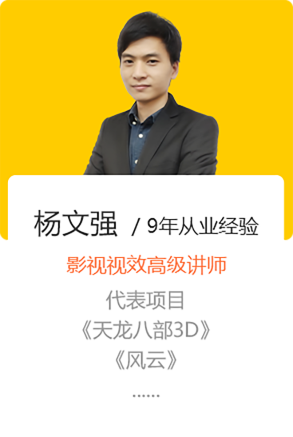 杨文强 / 9年从业经验
影视视效高级讲师
代表项目
《天龙八部3D》
《风云》
......